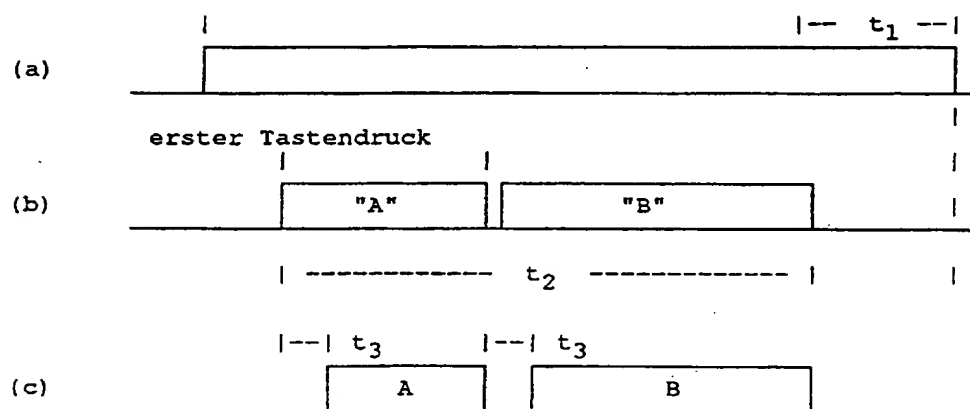 |-- t1 --|
(a)
erster Tastendruck
(b) "A" "B"
|------------ t2 ------------|
|--| t3 |--| t3
(c) A B